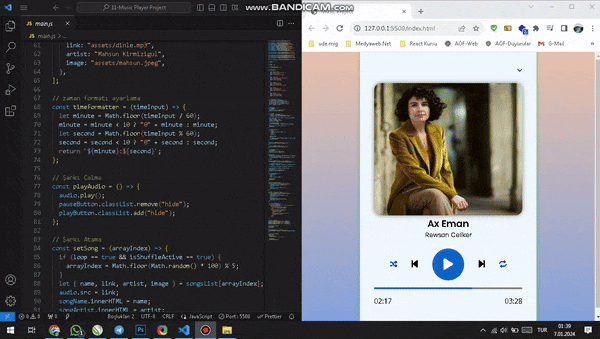 11-Music Player Project
www.BANDICAM.com
main.js
main.js > ...
61 link: "assets/dinle.mp3",
62 artist: "Mahsun Kirmizigul",
63 image: "assets/mahsun.jpeg",
64 },
65 ];
66
67 // zaman formatı ayarlama
68 const timeFormatter = (timeInput) => {
69 let minute = Math.floor(timeInput / 60);
70 minute = minute < 10 ? "0" + minute : minute;
71 let second = Math.floor(timeInput % 60);
72 second = second < 10 ? "0" + second : second;
73 return `${minute}:${second}`;
74 };
75
76 // Şarkı Çalma
77 const playAudio = () => {
78 audio.play();
79 pauseButton.classList.remove("hide");
80 playButton.classList.add("hide");
81 };
82
83 // Şarkı Atama
84 const setSong = (arrayIndex) => {
85 if (loop == true && isShuffleActive == true) {
86 arrayIndex = Math.floor(Math.random() * 100) % 5;
87 }
88 let { name, link, artist, image } = songsList[arrayIndex];
89 audio.src = link;
90 songName.innerHTML = name;
91 songArtist.innerHTML = artist;
UTF-8 CRLF JavaScript Port : 5500 Prettier
127.0.0.1:5500/index.html
ude.mig
Medyaweb.Net
React Kursu
AÖF-Web
AÖF-Duyurular
G-Mail
Ax Eman
Rewşan Çeliker
02:17 03:28
TUR
01:39
7.01.2024